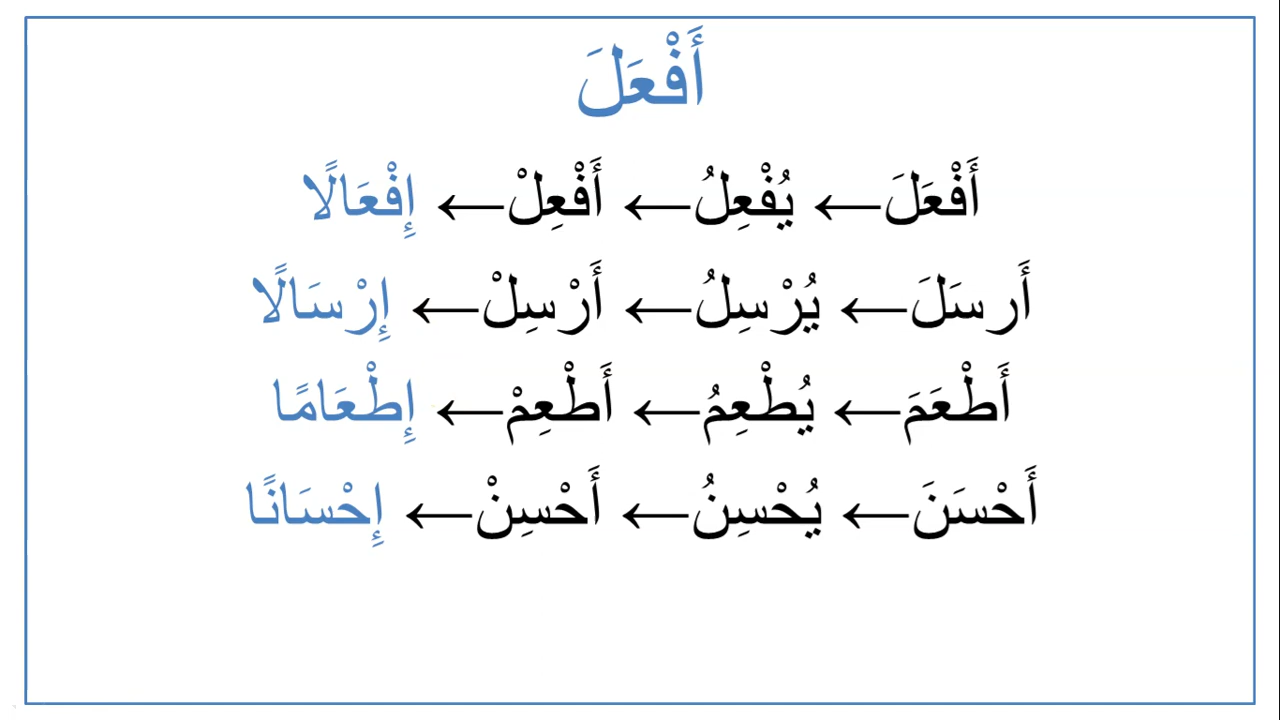 أَفْعَلَ
أَفْعَلَ ← يُفْعِلُ ← أَفْعِلْ ← إِفْعَالًا
أَرسَلَ ← يُرْسِلُ ← أَرْسِلْ ← إِرْسَالًا
أَطْعَمَ ← يُطْعِمُ ← أَطْعِمْ ← إِطْعَامًا
أَحْسَنَ ← يُحْسِنُ ← أَحْسِنْ ← إِحْسَانًا